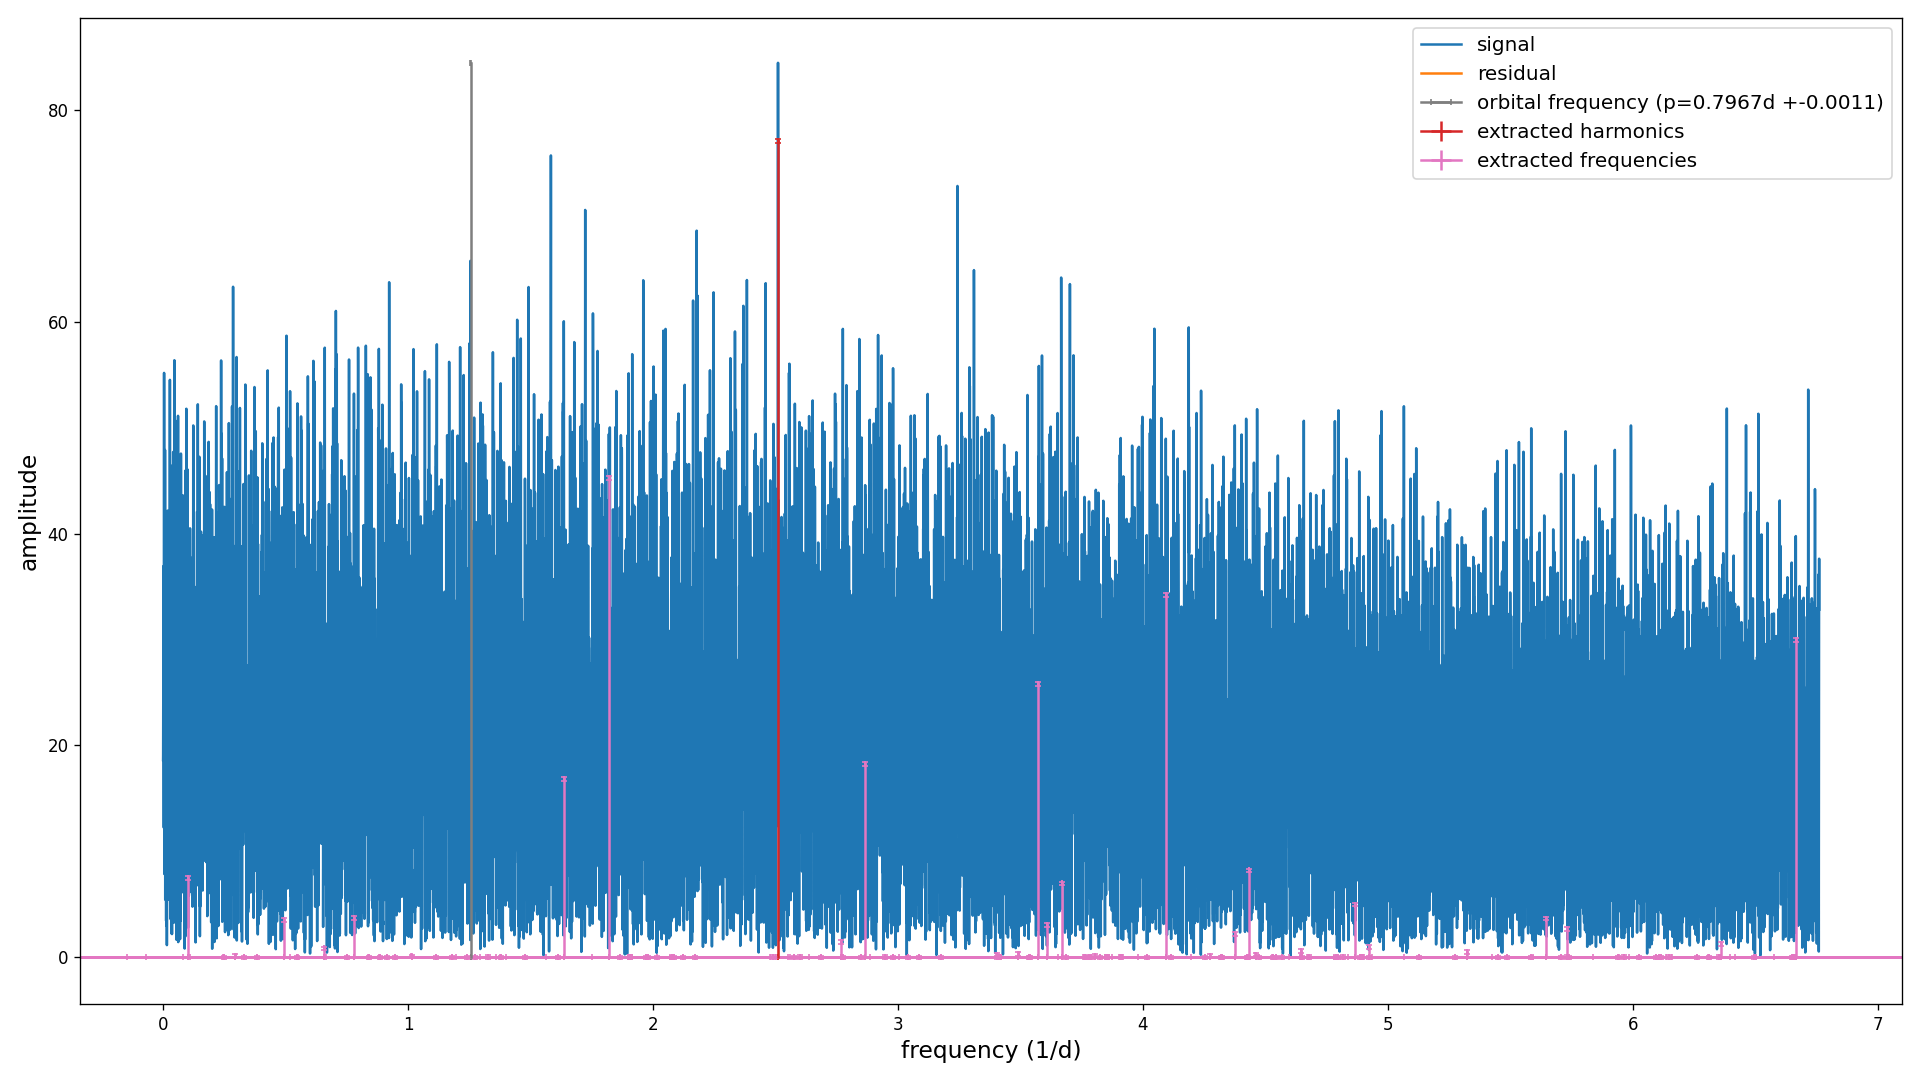 signal
residual
orbital frequency (p=0.7967d +-0.0011)
extracted harmonics
extracted frequencies
amplitude
80
60
40
20
0
0 1 2 3 4 5 6 7
frequency (1/d)